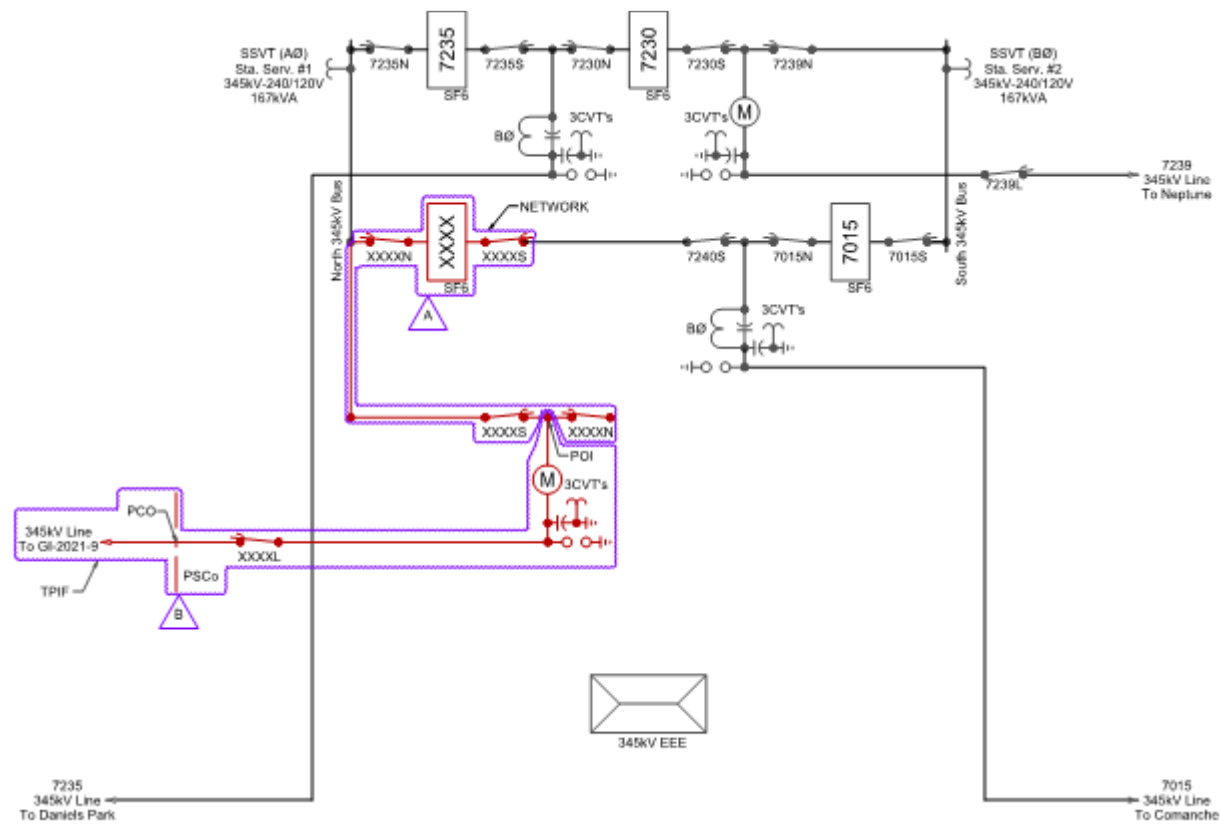 SSVT (AØ)
Sta. Serv. #1
345kV-240/120V
167kVA
7235N
7235
SF6
7235S
7230N
7230
SF6
7230S
7239N
SSVT (BØ)
Sta. Serv. #2
345kV-240/120V
167kVA
BØ
3CVT's
3CVT's
M
7239
345kV Line
To Neptune
7239L
North 345kV Bus
South 345kV Bus
NETWORK
XXXXN
XXXX
SF6
XXXXS
7240S
7015N
7015
SF6
7015S
A
BØ
3CVT's
XXXXS
XXXXN
POI
M
3CVT's
PCO
345kV Line
To GI-2021-9
XXXXL
PSCo
TPIF
B
345kV EEE
7235
345kV Line
To Daniels Park
7015
345kV Line
To Comanche